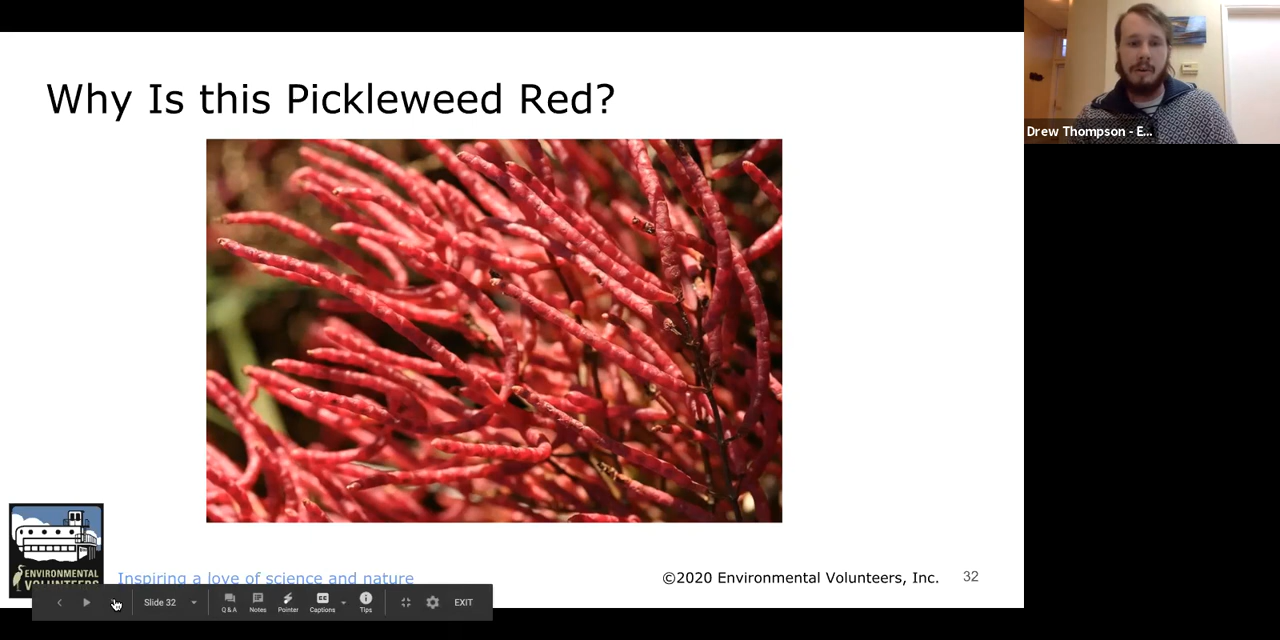 Why Is this Pickleweed Red?
Drew Thompson - E...
ENVIRONMENTAL
VOLUNTEERS
Inspiring a love of science and nature
©2020 Environmental Volunteers, Inc.
32
Slide 32
Q & A
Notes
Pointer
Captions
Tips
EXIT